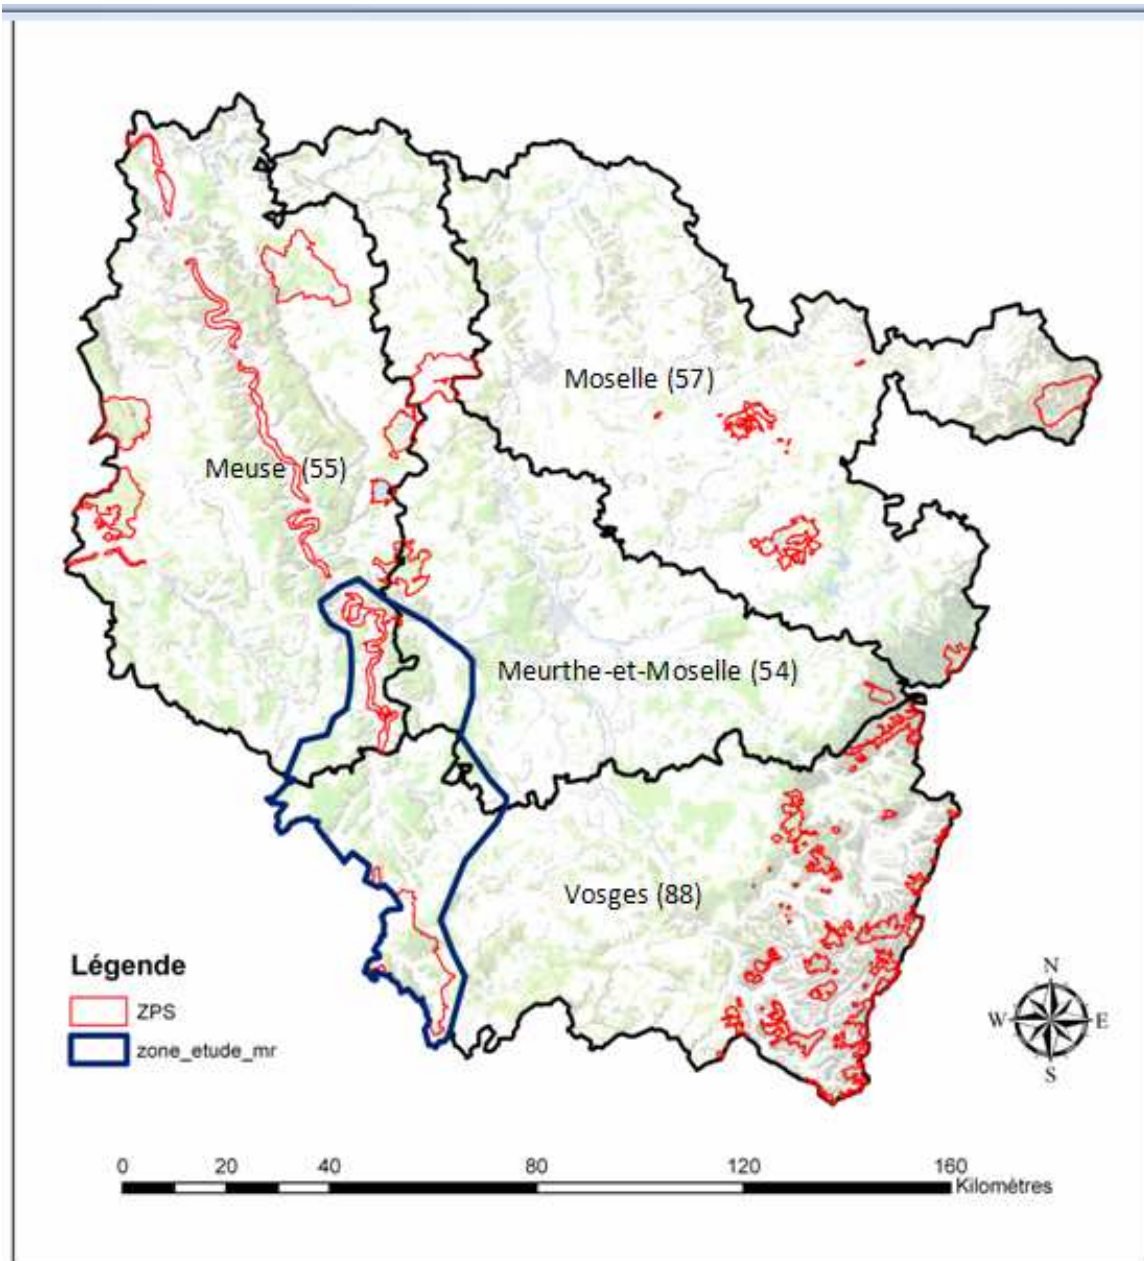 Moselle (57)
Meuse (55)
Meurthe-et-Moselle (54)
Vosges (88)
Légende
ZPS
zone_etude_mr
N
W E
S
0 20 40 80 120 160
Kilométres